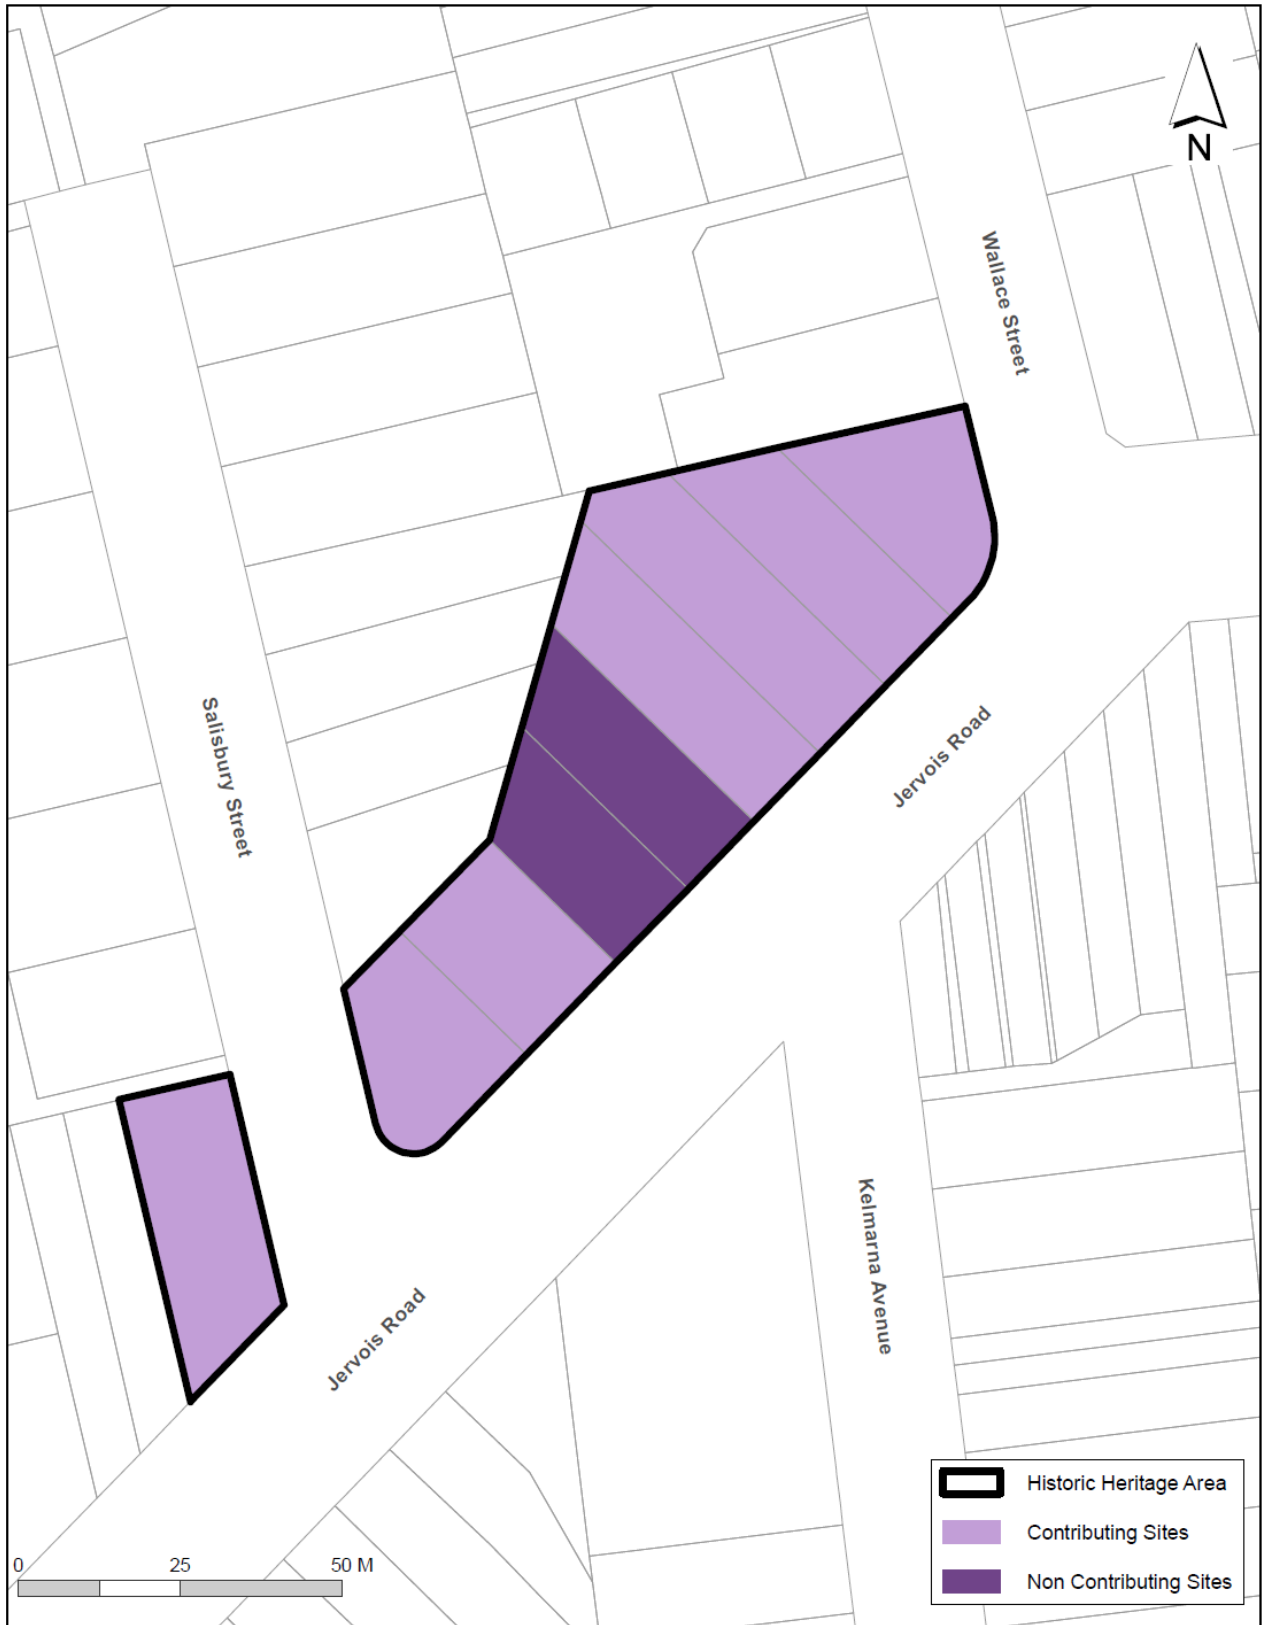 N
Wallace Street
Salisbury Street
Jervois Road
Kelmarna Avenue
Jervois Road
Historic Heritage Area
Contributing Sites
Non Contributing Sites
0 25 50 M